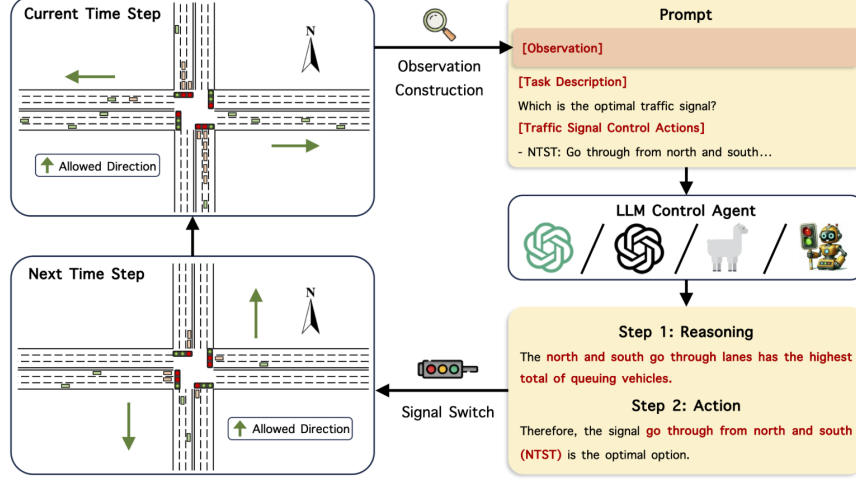 Current Time Step
N
Allowed Direction
Observation
Construction
Prompt
[Observation]
[Task Description]
Which is the optimal traffic signal?
[Traffic Signal Control Actions]
- NTST: Go through from north and south...
LLM Control Agent
Step 1: Reasoning
The north and south go through lanes has the highest
total of queuing vehicles.
Step 2: Action
Therefore, the signal go through from north and south
(NTST) is the optimal option.
Signal Switch
Next Time Step
N
Allowed Direction